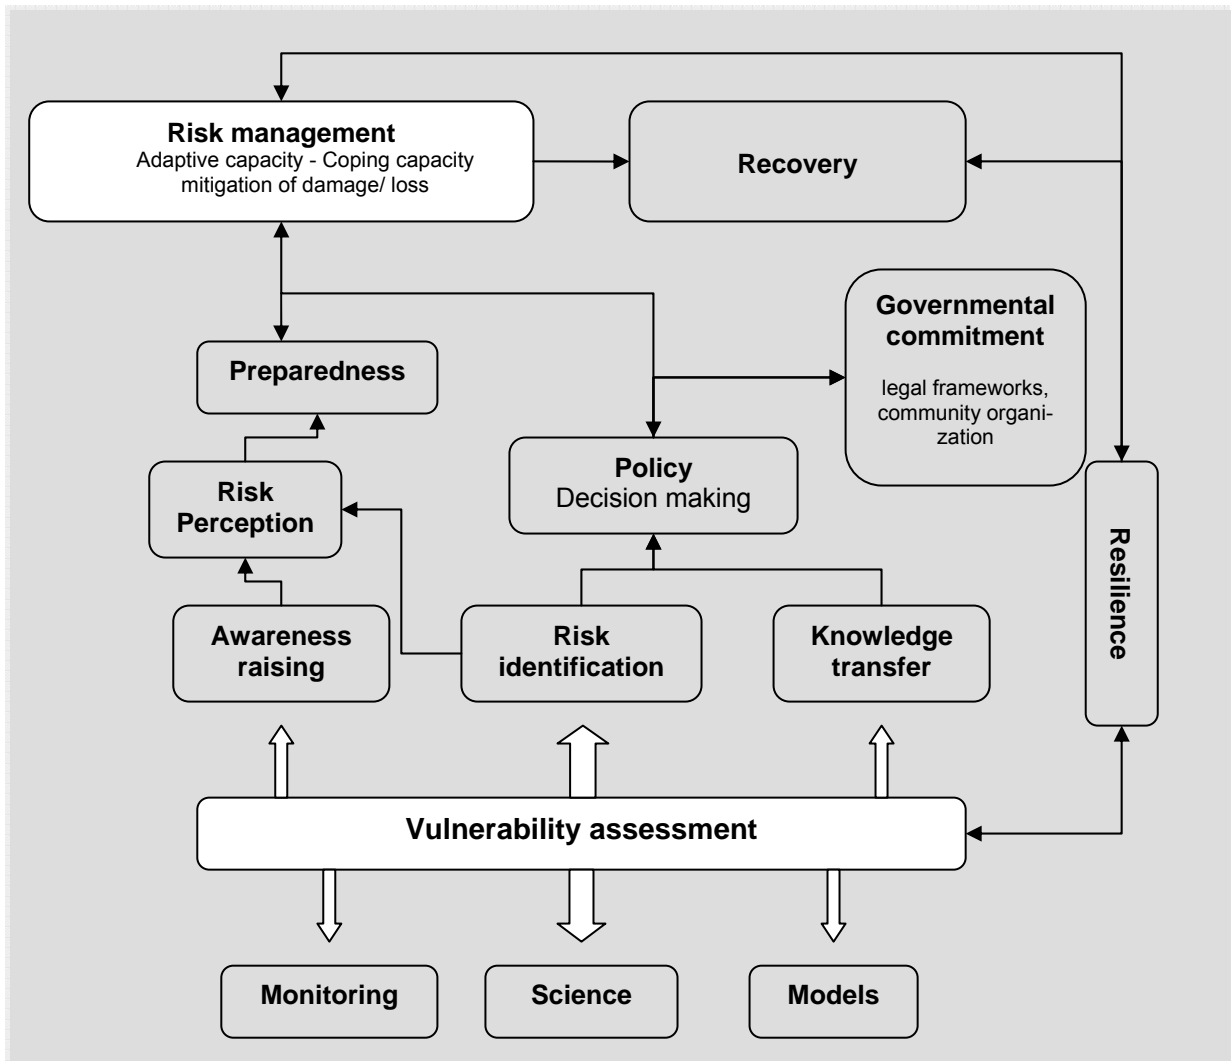 Risk management
Adaptive capacity - Coping capacity
mitigation of damage/ loss
Recovery
Governmental
commitment
legal frameworks,
community organi-
zation
Preparedness
Policy
Decision making
Risk
Perception
Resilience
Awareness
raising
Risk
identification
Knowledge
transfer
Vulnerability assessment
Monitoring
Science
Models